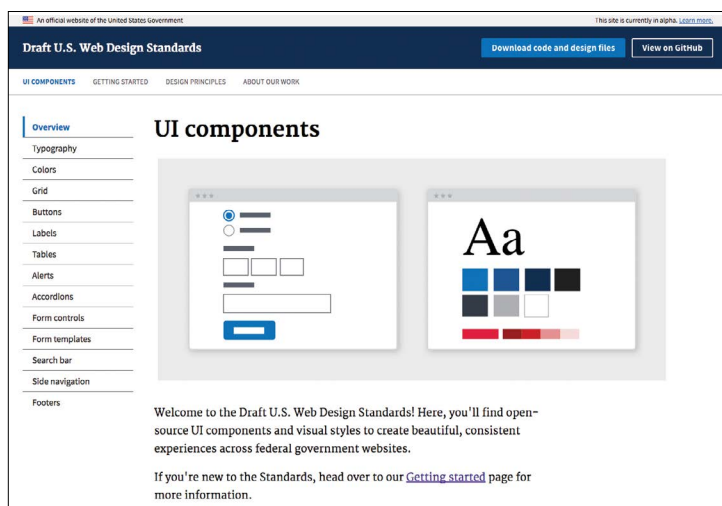 An official website of the United States Government
This site is currently in alpha. Learn more.
Draft U.S. Web Design Standards
Download code and design files
View on GitHub
UI COMPONENTS
GETTING STARTED
DESIGN PRINCIPLES
ABOUT OUR WORK
Overview
Typography
Colors
Grid
Buttons
Labels
Tables
Alerts
Accordions
Form controls
Form templates
Search bar
Side navigation
Footers
UI components
Aa
Welcome to the Draft U.S. Web Design Standards! Here, you'll find open-
source UI components and visual styles to create beautiful, consistent
experiences across federal government websites.
If you're new to the Standards, head over to our Getting started page for
more information.